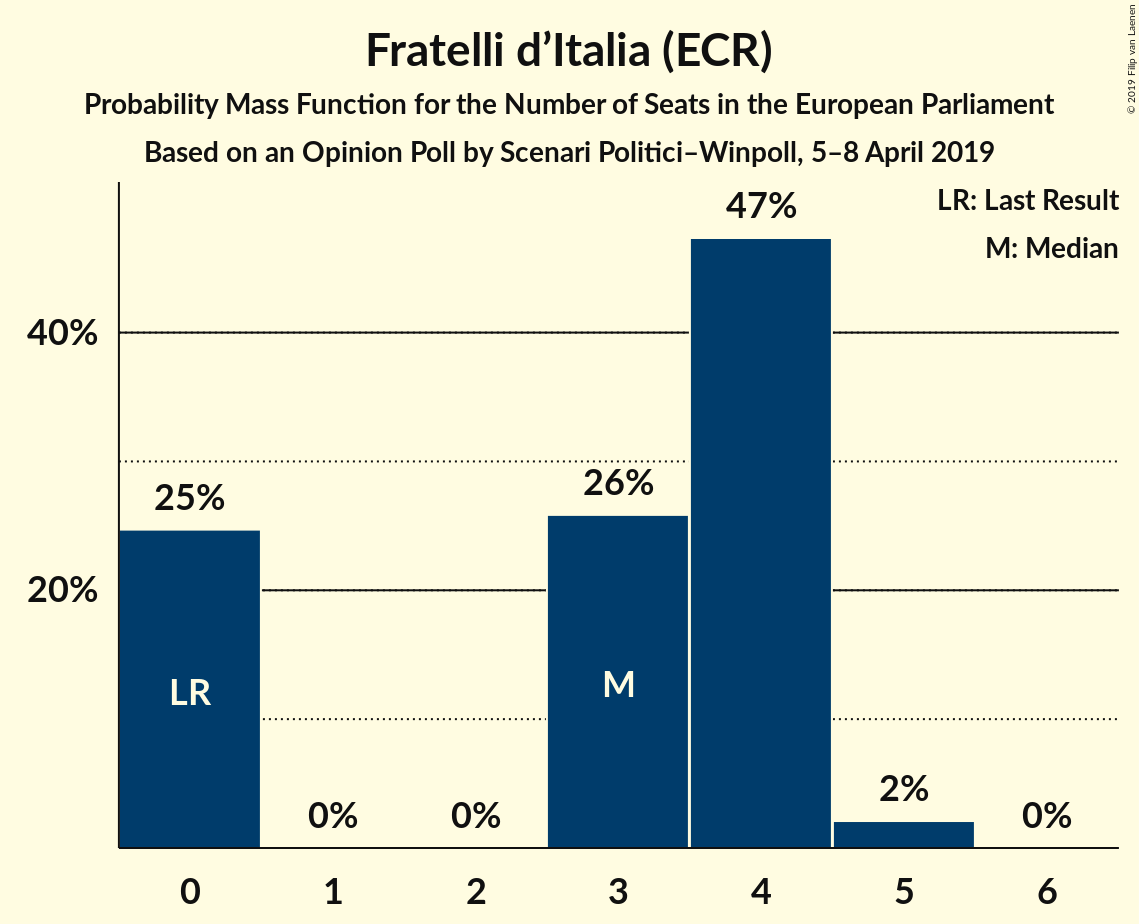 Fratelli d’Italia (ECR)
Probability Mass Function for the Number of Seats in the European Parliament
Based on an Opinion Poll by Scenari Politici–Winpoll, 5–8 April 2019
© 2019 Filip van Laenen
LR: Last Result
M: Median
47%
40%
26%
25%
20%
LR
M
0%
0%
2%
0%
0
1
2
3
4
5
6